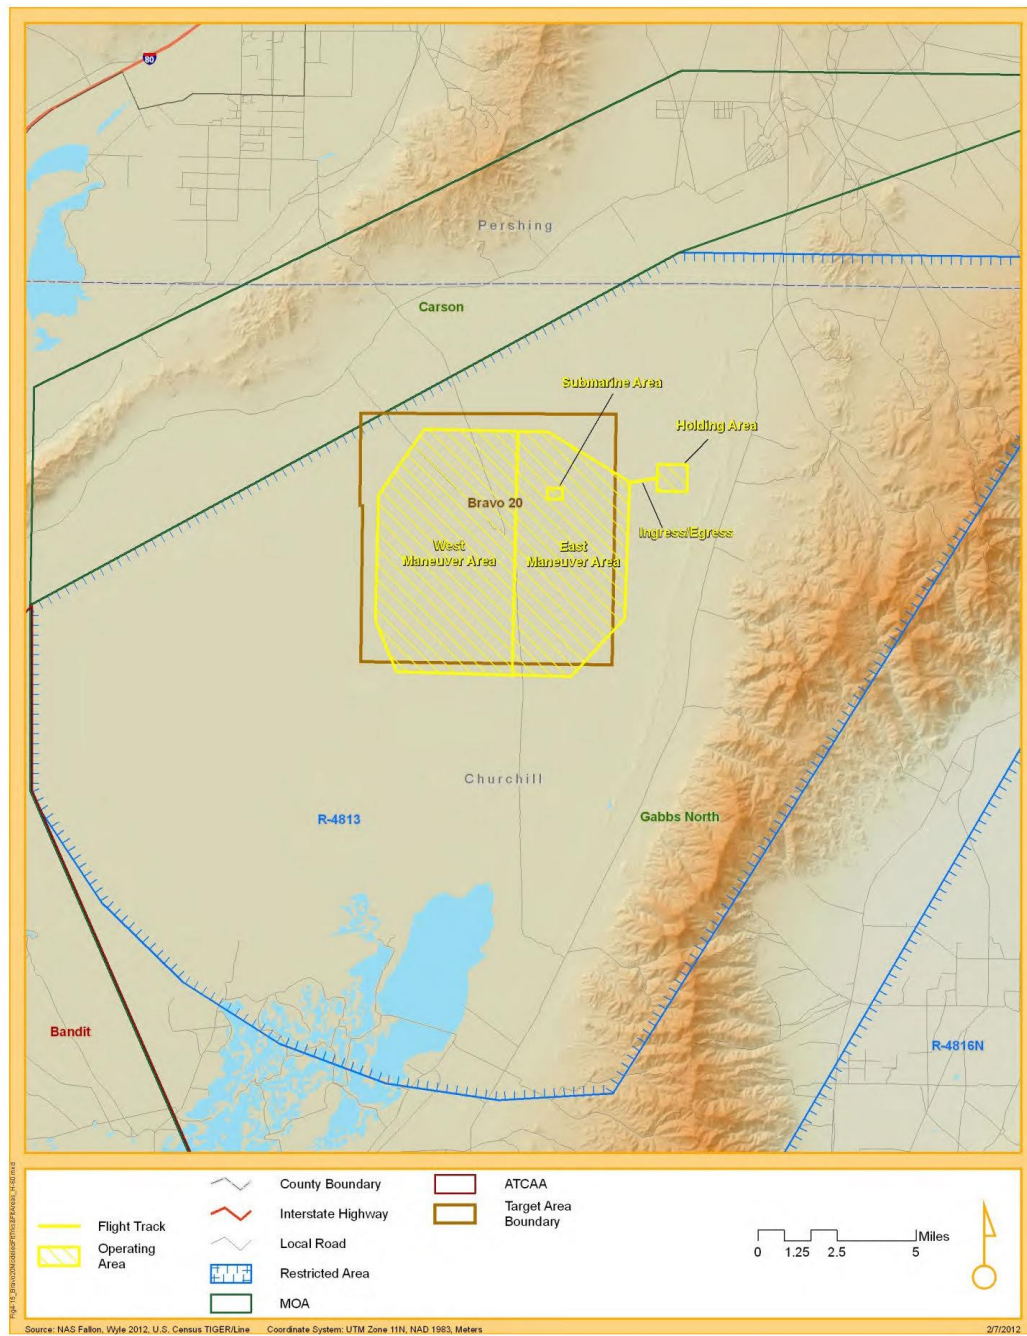 80
Pershing
Carson
Submarine Area
Holding Area
Bravo 20
Ingress/Egress
West
Maneuver Area
East
Maneuver Area
Churchill
R-4813
Gabbs North
Bandit
R-4816N
County Boundary
Interstate Highway
Local Road
Restricted Area
MOA
Flight Track
Operating
Area
ATCAA
Target Area
Boundary
Miles
0 1.25 2.5 5
Source: NAS Fallon, Wyle 2012, U.S. Census TIGER/Line Coordinate System: UTM Zone 11N, NAD 1983, Meters
2/7/2012